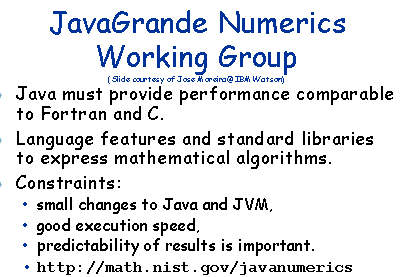 JavaGrande Numerics
Working Group
(Slide courtesy of Jose Moreira@IBM Watson)
Java must provide performance comparable
to Fortran and C.
Language features and standard libraries
to express mathematical algorithms.
Constraints:
• small changes to Java and JVM,
• good execution speed,
• predictability of results is important.
• http://math.nist.gov/javanumerics